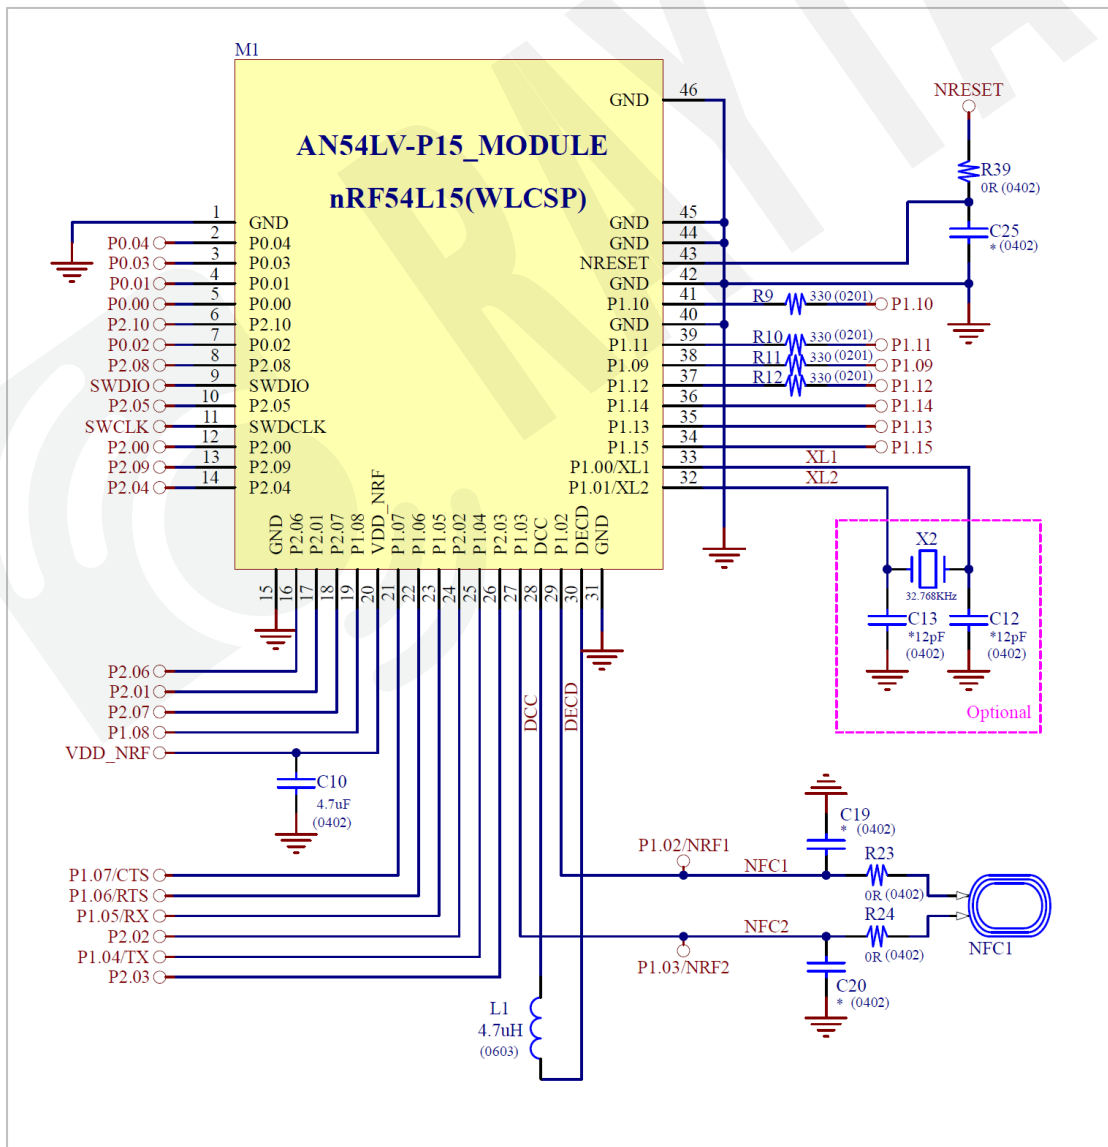 RAYTA
M1
AN54LV-P15_MODULE
nRF54L15(WLCSP)
1 GND
P0.04 2 P0.04
P0.03 3 P0.03
P0.01 4 P0.01
P0.00 5 P0.00
P2.10 6 P2.10
P0.02 7 P0.02
P2.08 8 P2.08
SWDIO 9 SWDIO
P2.05 10 P2.05
SWCLK 11 SWDCLK
P2.00 12 P2.00
P2.09 13 P2.09
P2.04 14 P2.04
GND 46
GND 45
GND 44
NRESET 43
GND 42
P1.10 41 R9 330 (0201) P1.10
GND 40
P1.11 39 R10 330 (0201) P1.11
P1.09 38 R11 330 (0201) P1.09
P1.12 37 R12 330 (0201) P1.12
P1.14 36 P1.14
P1.13 35 P1.13
P1.15 34 P1.15
P1.00/XL1 33 XL1
P1.01/XL2 32 XL2
NRESET
R39
0R (0402)
C25
* (0402)
GND 15
P2.06 16
P2.01 17
P2.07 18
P1.08 19
VDD_NRF 20
P1.07 21
P1.06 22
P1.05 23
P2.02 24
P1.04 25
P2.03 26
P1.03 27
DCC 28
P1.02 29
DECD 30
GND 31
X2
32.768KHz
C13
*12pF
(0402)
C12
*12pF
(0402)
Optional
P2.06
P2.01
P2.07
P1.08
VDD_NRF
C10
4.7uF
(0402)
DCC
DECD
P1.07/CTS
P1.06/RTS
P1.05/RX
P2.02
P1.04/TX
P2.03
L1
4.7uH
(0603)
C19
* (0402)
P1.02/NRF1
NFC1
R23
0R (0402)
R24
0R (0402)
NFC2
P1.03/NRF2
C20
* (0402)
NFC1